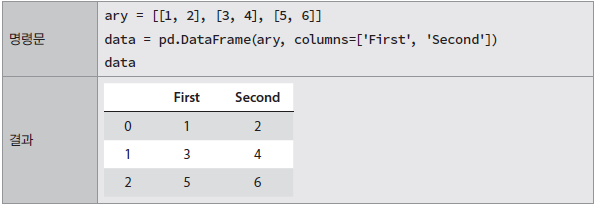 명령문
ary = [[1, 2], [3, 4], [5, 6]]
data = pd.DataFrame(ary, columns=['First', 'Second'])
data
결과
First Second
0 1 2
1 3 4
2 5 6